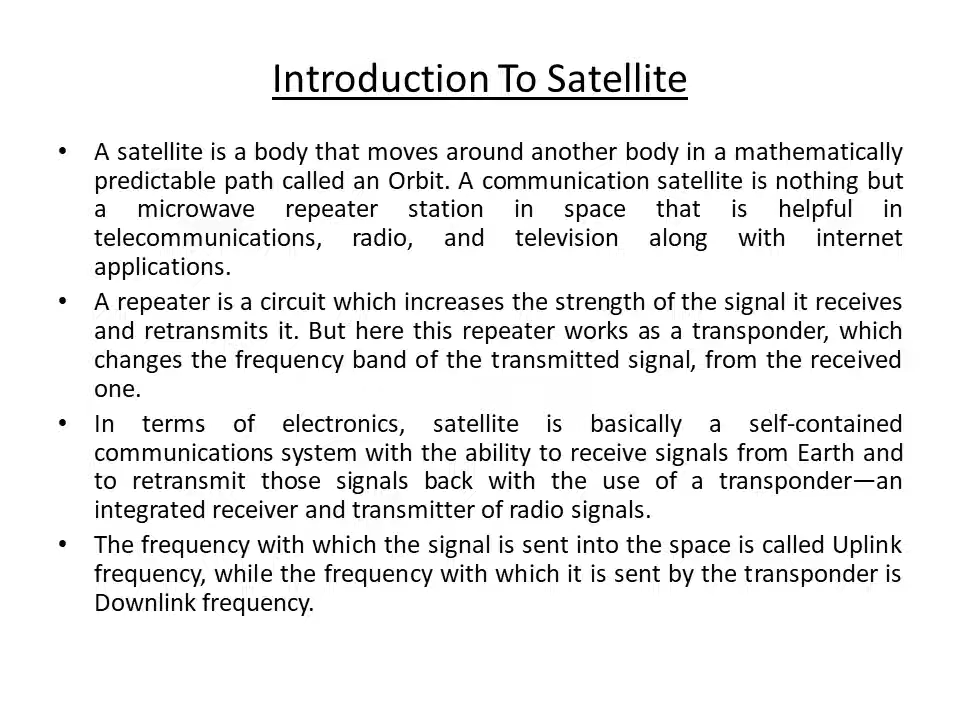 Introduction To Satellite
• A satellite is a body that moves around another body in a mathematically
predictable path called an Orbit. A communication satellite is nothing but
a microwave repeater station in space that is helpful in
telecommunications, radio, and television along with internet
applications.
• A repeater is a circuit which increases the strength of the signal it receives
and retransmits it. But here this repeater works as a transponder, which
changes the frequency band of the transmitted signal, from the received
one.
• In terms of electronics, satellite is basically a self-contained
communications system with the ability to receive signals from Earth and
to retransmit those signals back with the use of a transponder—an
integrated receiver and transmitter of radio signals.
• The frequency with which the signal is sent into the space is called Uplink
frequency, while the frequency with which it is sent by the transponder is
Downlink frequency.